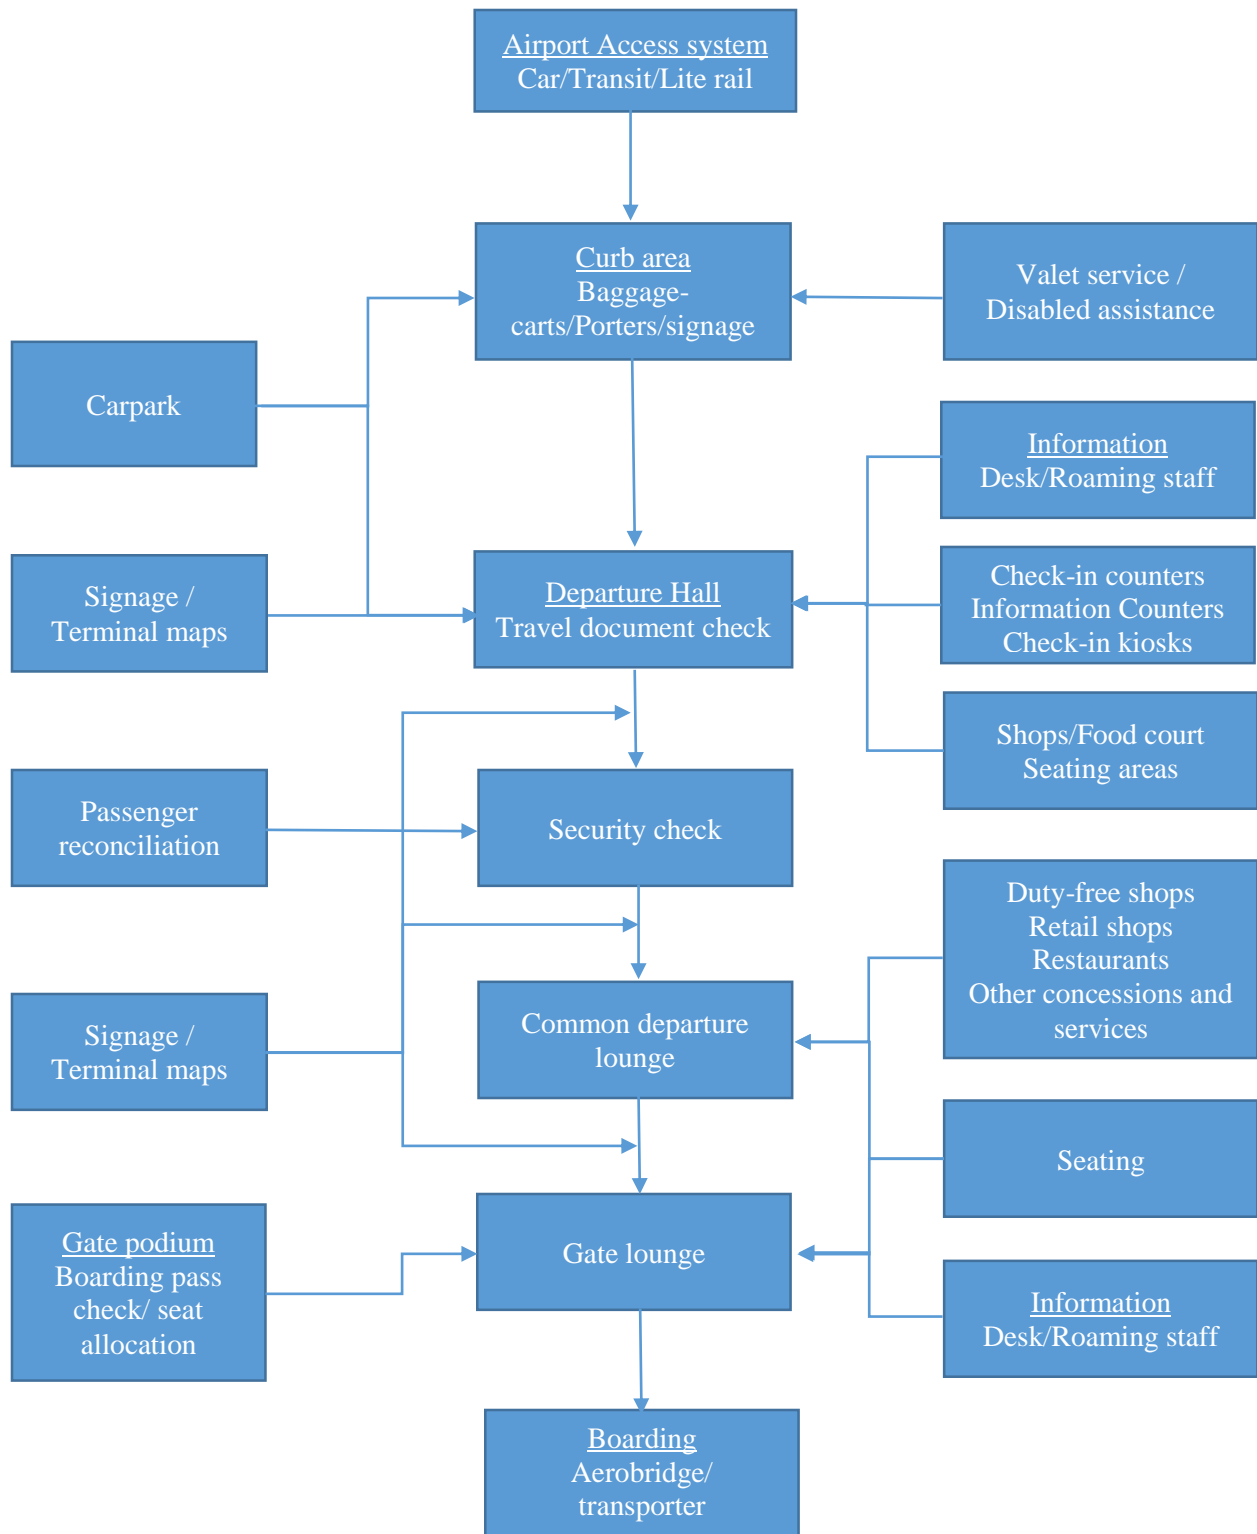 Airport Access system
Car/Transit/Lite rail
Curb area
Baggage-
carts/Porters/signage
Valet service /
Disabled assistance
Carpark
Information
Desk/Roaming staff
Signage /
Terminal maps
Departure Hall
Travel document check
Check-in counters
Information Counters
Check-in kiosks
Shops/Food court
Seating areas
Passenger
reconciliation
Security check
Duty-free shops
Retail shops
Restaurants
Other concessions and
services
Signage /
Terminal maps
Common departure
lounge
Seating
Gate podium
Boarding pass
check/ seat
allocation
Gate lounge
Information
Desk/Roaming staff
Boarding
Aerobridge/
transporter